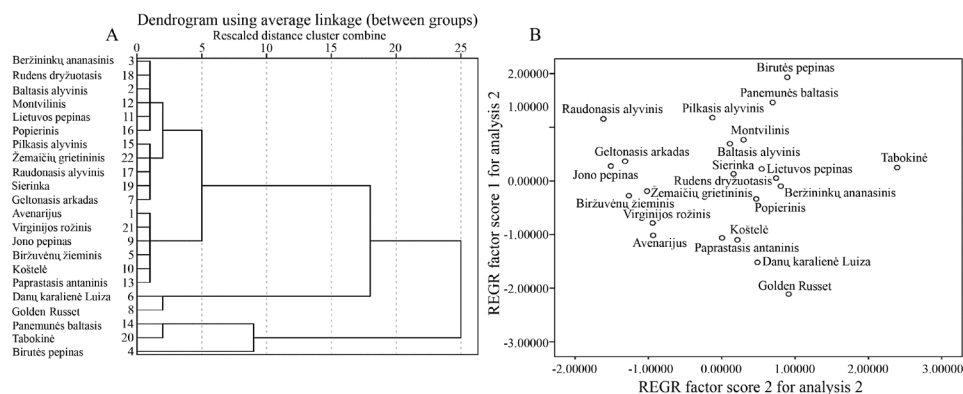 Dendrogram using average linkage (between groups)
A
Rescaled distance cluster combine
0 5 10 15 20 25
Beržininkų ananasinis 3
Rudens dryžuotasis 18
Baltasis alyvinis 2
Montvilinis 12
Lietuvos pepinas 11
Popierinis 16
Pilkasis alyvinis 15
Žemaičių grietininis 22
Raudonasis alyvinis 17
Sierinka 19
Geltonasis arkadas 7
Avenarijus 1
Virginijos rožinis 21
Jono pepinas 9
Biržuvėnų žieminis 5
Koštelė 10
Paprastasis antaninis 13
Danų karalienė Luiza 6
Golden Russet 8
Panemunės baltasis 14
Tabokinė 20
Birutės pepinas 4
B
REGR factor score 1 for analysis 2
2.00000
1.00000
0.00000
-1.00000
-2.00000
-3.00000
Birutės pepinas
Panemunės baltasis
Raudonasis alyvinis
Pilkasis alyvinis
Montvilinis
Geltonasis arkadas
Baltasis alyvinis
Tabokinė
Jono pepinas
Sierinka
Lietuvos pepinas
Rudens dryžuotasis
Žemaičių grietininis
Beržininkų ananasinis
Biržuvėnų žieminis
Popierinis
Virginijos rožinis
Koštelė
Avenarijus
Paprastasis antaninis
Danų karalienė Luiza
Golden Russet
-2.00000 -1.00000 0.00000 1.00000 2.00000 3.00000
REGR factor score 2 for analysis 2